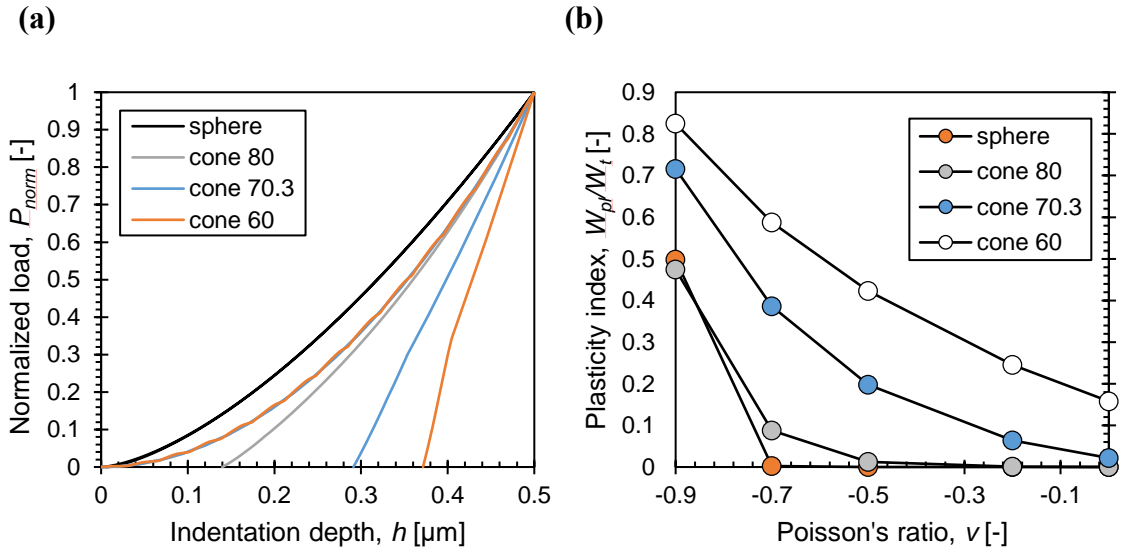 (a)
(b)
Normalized load, P_norm [-]
1
0.9
0.8
0.7
0.6
0.5
0.4
0.3
0.2
0.1
0
sphere
cone 80
cone 70.3
cone 60
0 0.1 0.2 0.3 0.4 0.5
Indentation depth, h [µm]
Plasticity index, W_pl/W_t [-]
0.9
0.8
0.7
0.6
0.5
0.4
0.3
0.2
0.1
0
sphere
cone 80
cone 70.3
cone 60
-0.9 -0.7 -0.5 -0.3 -0.1
Poisson's ratio, v [-]